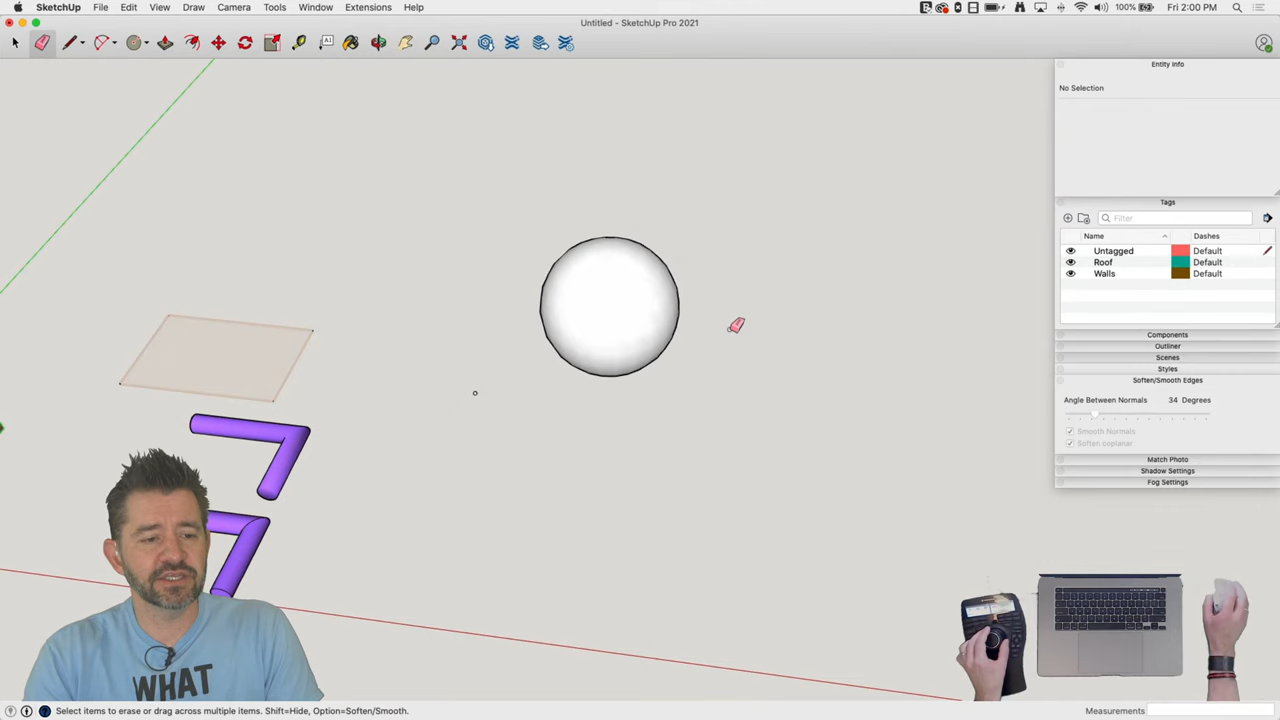 SketchUp File Edit View Draw Camera Tools Window Extensions Help
100% Fri 2:00 PM
Untitled - SketchUp Pro 2021
Entity Info
No Selection
Tags
Filter
Name Dashes
Untagged Default
Roof Default
Walls Default
Components
Outliner
Scenes
Styles
Soften/Smooth Edges
Angle Between Normals 34 Degrees
Smooth Normals
Soften coplanar
Match Photo
Shadow Settings
Fog Settings
WHAT
Select items to erase or drag across multiple items. Shift=Hide, Option=Soften/Smooth.
Measurements